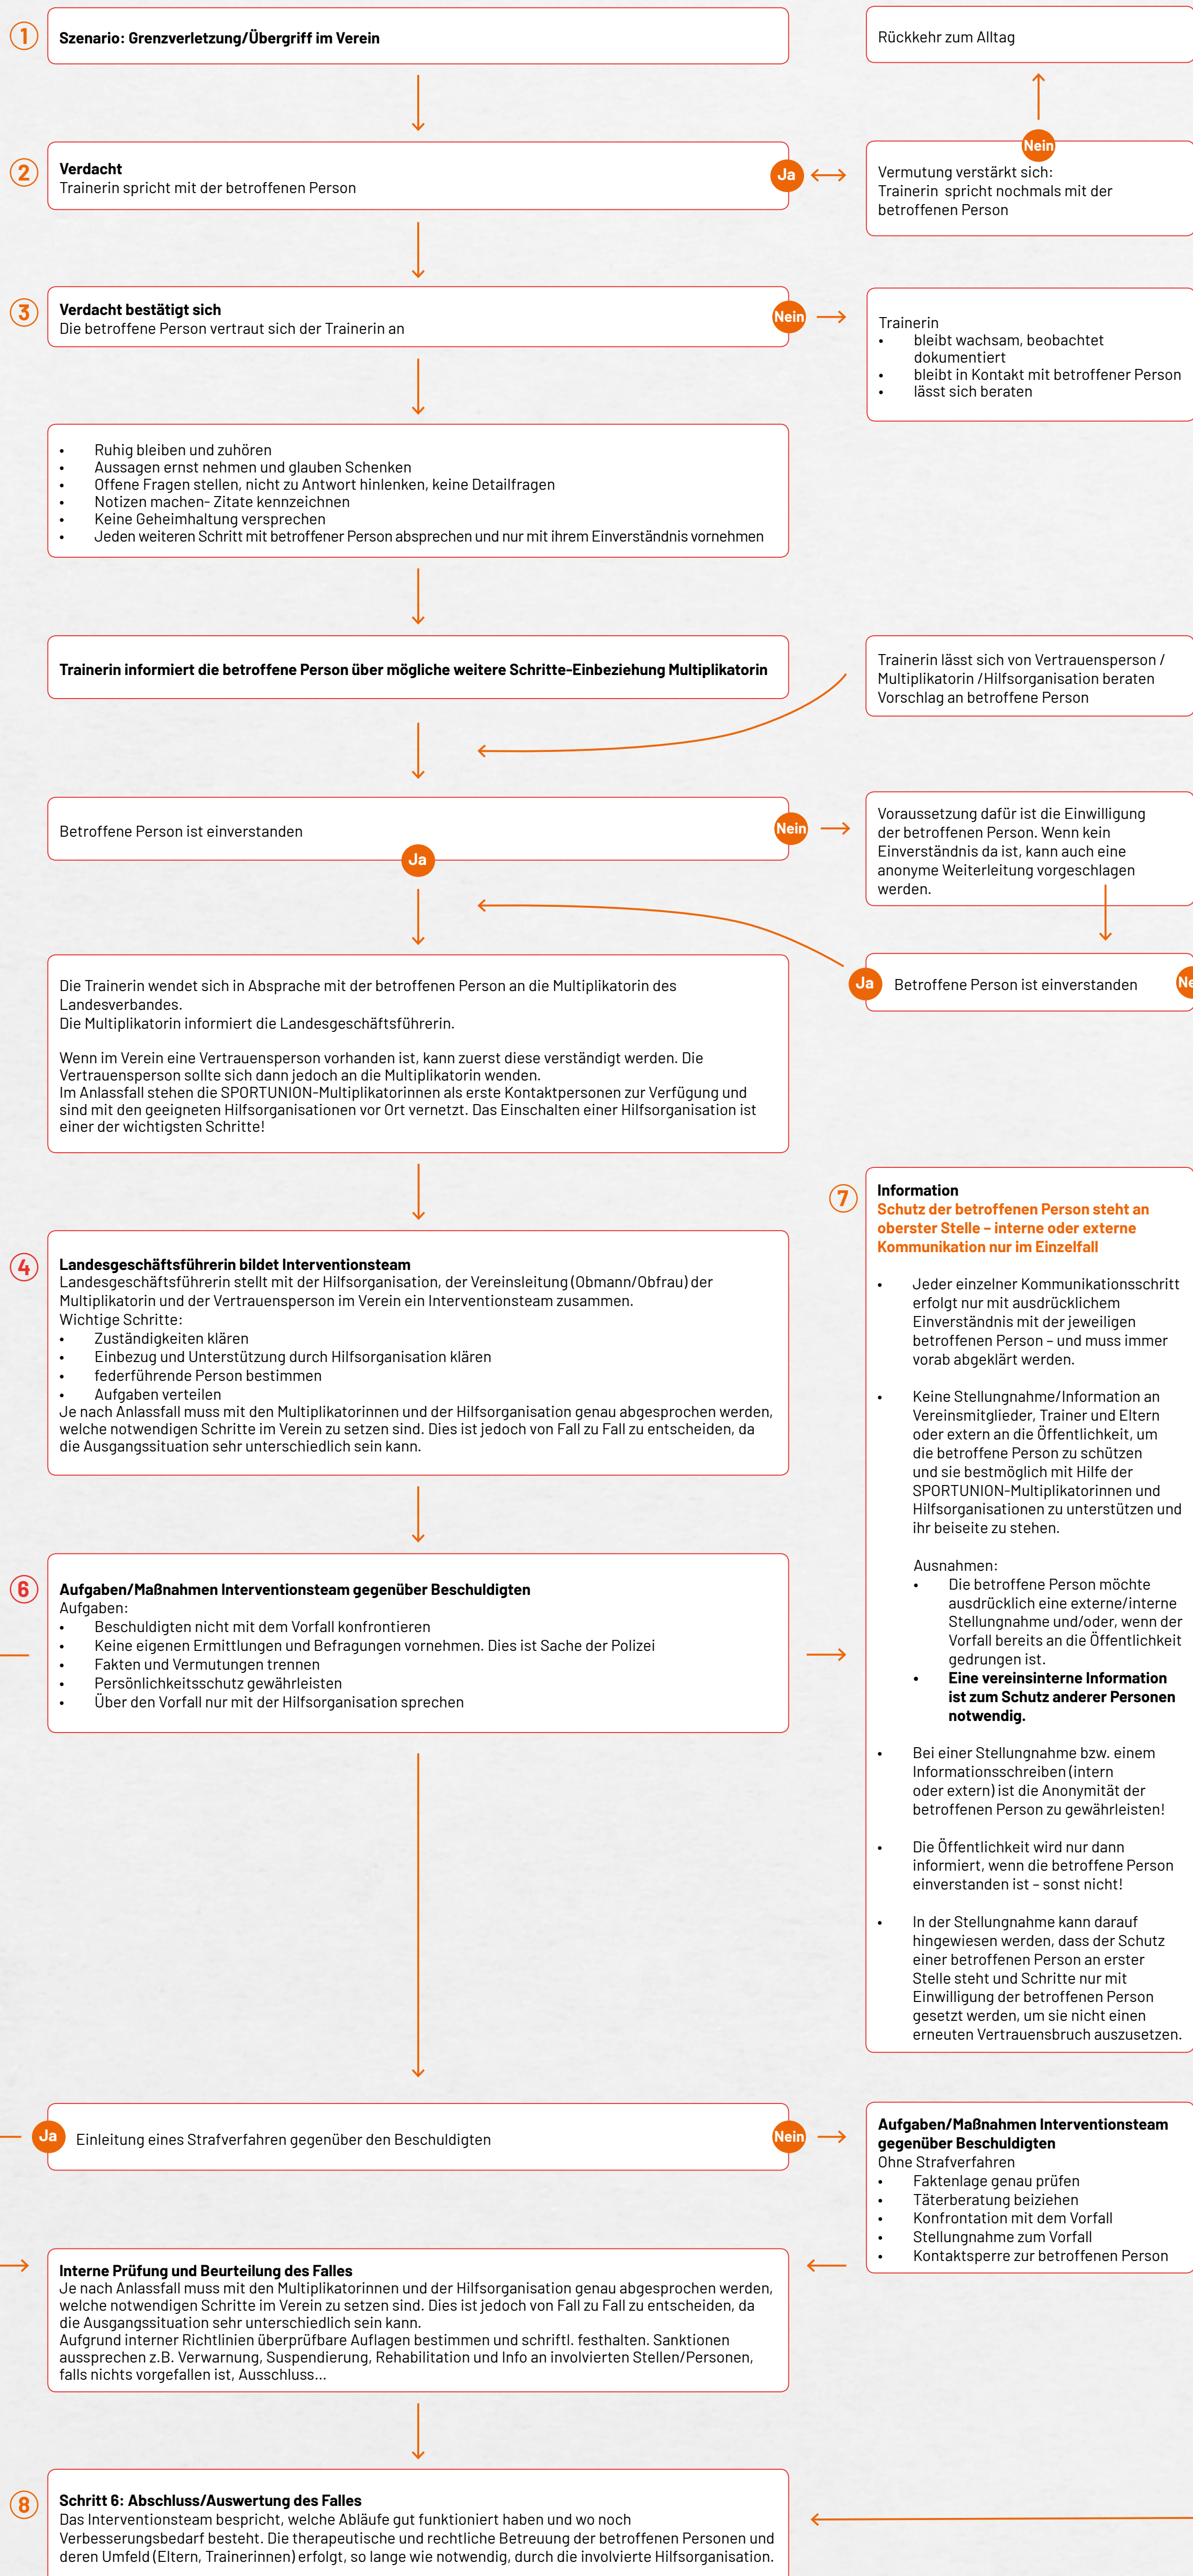 1
Szenario: Grenzverletzung/Übergriff im Verein
Rückkehr zum Alltag
2
Verdacht
Trainerin spricht mit der betroffenen Person
Ja
Nein
Vermutung verstärkt sich:
Trainerin spricht nochmals mit der
betroffenen Person
3
Verdacht bestätigt sich
Die betroffene Person vertraut sich der Trainerin an
Nein
Trainerin
• bleibt wachsam, beobachtet
dokumentiert
• bleibt in Kontakt mit betroffener Person
• lässt sich beraten
• Ruhig bleiben und zuhören
• Aussagen ernst nehmen und glauben Schenken
• Offene Fragen stellen, nicht zu Antwort hinlenken, keine Detailfragen
• Notizen machen- Zitate kennzeichnen
• Keine Geheimhaltung versprechen
• Jeden weiteren Schritt mit betroffener Person absprechen und nur mit ihrem Einverständnis vornehmen
Trainerin informiert die betroffene Person über mögliche weitere Schritte-Einbeziehung Multiplikatorin
Trainerin lässt sich von Vertrauensperson /
Multiplikatorin /Hilfsorganisation beraten
Vorschlag an betroffene Person
Betroffene Person ist einverstanden
Nein
Ja
Voraussetzung dafür ist die Einwilligung
der betroffenen Person. Wenn kein
Einverständnis da ist, kann auch eine
anonyme Weiterleitung vorgeschlagen
werden.
Ja
Betroffene Person ist einverstanden
Die Trainerin wendet sich in Absprache mit der betroffenen Person an die Multiplikatorin des
Landesverbandes.
Die Multiplikatorin informiert die Landesgeschäftsführerin.
Wenn im Verein eine Vertrauensperson vorhanden ist, kann zuerst diese verständigt werden. Die
Vertrauensperson sollte sich dann jedoch an die Multiplikatorin wenden.
Im Anlassfall stehen die SPORTUNION-Multiplikatorinnen als erste Kontaktpersonen zur Verfügung und
sind mit den geeigneten Hilfsorganisationen vor Ort vernetzt. Das Einschalten einer Hilfsorganisation ist
einer der wichtigsten Schritte!
4
Landesgeschäftsführerin bildet Interventionsteam
Landesgeschäftsführerin stellt mit der Hilfsorganisation, der Vereinsleitung (Obmann/Obfrau) der
Multiplikatorin und der Vertrauensperson im Verein ein Interventionsteam zusammen.
Wichtige Schritte:
• Zuständigkeiten klären
• Einbezug und Unterstützung durch Hilfsorganisation klären
• federführende Person bestimmen
• Aufgaben verteilen
Je nach Anlassfall muss mit den Multiplikatorinnen und der Hilfsorganisation genau abgesprochen werden,
welche notwendigen Schritte im Verein zu setzen sind. Dies ist jedoch von Fall zu Fall zu entscheiden, da
die Ausgangssituation sehr unterschiedlich sein kann.
6
Aufgaben/Maßnahmen Interventionsteam gegenüber Beschuldigten
Aufgaben:
• Beschuldigten nicht mit dem Vorfall konfrontieren
• Keine eigenen Ermittlungen und Befragungen vornehmen. Dies ist Sache der Polizei
• Fakten und Vermutungen trennen
• Persönlichkeitsschutz gewährleisten
• Über den Vorfall nur mit der Hilfsorganisation sprechen
7
Information
Schutz der betroffenen Person steht an
oberster Stelle – interne oder externe
Kommunikation nur im Einzelfall
• Jeder einzelner Kommunikationsschritt
erfolgt nur mit ausdrücklichem
Einverständnis mit der jeweiligen
betroffenen Person – und muss immer
vorab abgeklärt werden.
• Keine Stellungnahme/Information an
Vereinsmitglieder, Trainer und Eltern
oder extern an die Öffentlichkeit, um
die betroffene Person zu schützen
und sie bestmöglich mit Hilfe der
SPORTUNION-Multiplikatorinnen und
Hilfsorganisationen zu unterstützen und
ihr beiseite zu stehen.
Ausnahmen:
• Die betroffene Person möchte
ausdrücklich eine externe/interne
Stellungnahme und/oder, wenn der
Vorfall bereits an die Öffentlichkeit
gedrungen ist.
• Eine vereinsinterne Information
ist zum Schutz anderer Personen
notwendig.
• Bei einer Stellungnahme bzw. einem
Informationsschreiben (intern
oder extern) ist die Anonymität der
betroffenen Person zu gewährleisten!
• Die Öffentlichkeit wird nur dann
informiert, wenn die betroffene Person
einverstanden ist – sonst nicht!
• In der Stellungnahme kann darauf
hingewiesen werden, dass der Schutz
einer betroffenen Person an erster
Stelle steht und Schritte nur mit
Einwilligung der betroffenen Person
gesetzt werden, um sie nicht einen
erneuten Vertrauensbruch auszusetzen.
Ja
Einleitung eines Strafverfahren gegenüber den Beschuldigten
Nein
Aufgaben/Maßnahmen Interventionsteam
gegenüber Beschuldigten
Ohne Strafverfahren
• Faktenlage genau prüfen
• Täterberatung beiziehen
• Konfrontation mit dem Vorfall
• Stellungnahme zum Vorfall
• Kontaktsperre zur betroffenen Person
Interne Prüfung und Beurteilung des Falles
Je nach Anlassfall muss mit den Multiplikatorinnen und der Hilfsorganisation genau abgesprochen werden,
welche notwendigen Schritte im Verein zu setzen sind. Dies ist jedoch von Fall zu Fall zu entscheiden, da
die Ausgangssituation sehr unterschiedlich sein kann.
Aufgrund interner Richtlinien überprüfbare Auflagen bestimmen und schriftl. festhalten. Sanktionen
aussprechen z.B. Verwarnung, Suspendierung, Rehabilitation und Info an involvierten Stellen/Personen,
falls nichts vorgefallen ist, Ausschluss...
8
Schritt 6: Abschluss/Auswertung des Falles
Das Interventionsteam bespricht, welche Abläufe gut funktioniert haben und wo noch
Verbesserungsbedarf besteht. Die therapeutische und rechtliche Betreuung der betroffenen Personen und
deren Umfeld (Eltern, Trainerinnen) erfolgt, so lange wie notwendig, durch die involvierte Hilfsorganisation.